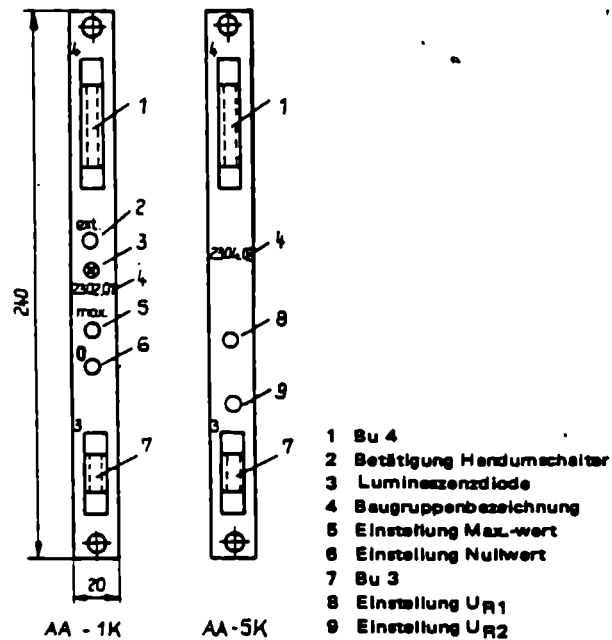 4
4
1
1
ext.
2
3
2302.01
4
2304.0
4
max.
5
0
6
8
9
3
3
7
7
240
20
AA - 1K
AA - 5K
1 Bu 4
2 Betätigung Handumschalter
3 Lumineszenzdiode
4 Baugruppenbezeichnung
5 Einstellung Max.-wert
6 Einstellung Nullwert
7 Bu 3
8 Einstellung UR1
9 Einstellung UR2